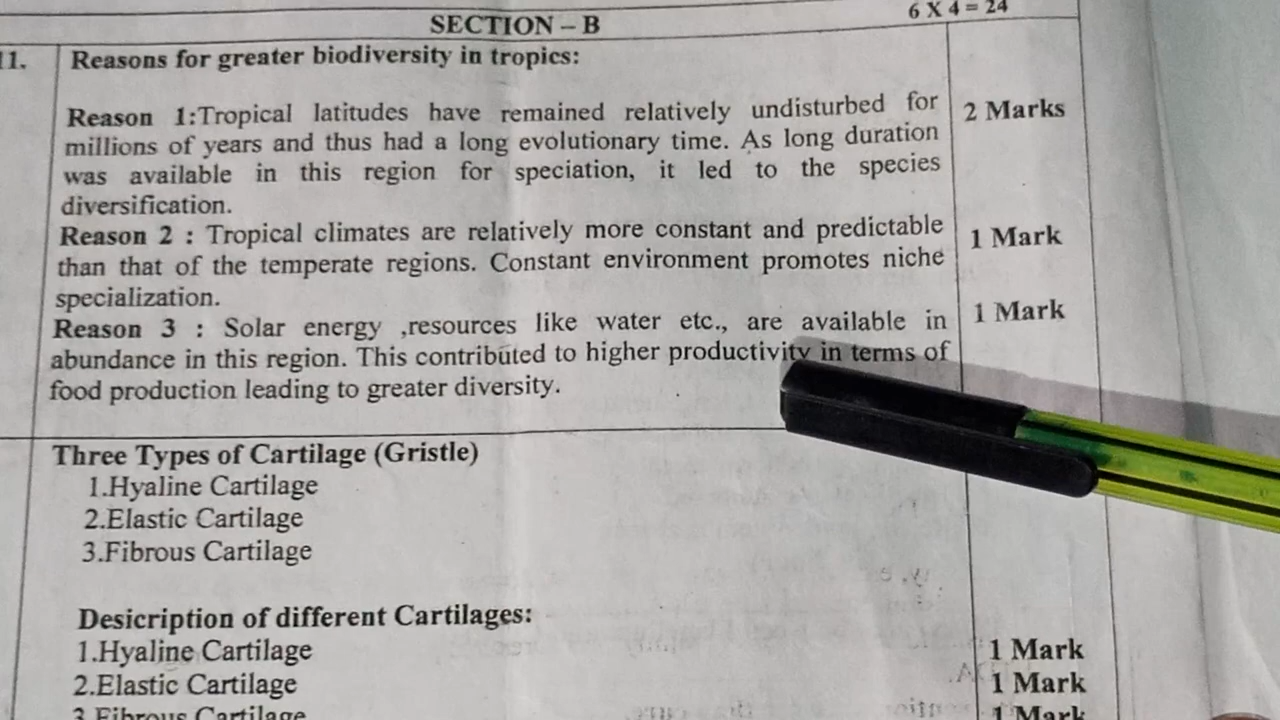 6 X 4 = 24
SECTION – B
11. Reasons for greater biodiversity in tropics:
Reason 1:Tropical latitudes have remained relatively undisturbed for 2 Marks
millions of years and thus had a long evolutionary time. As long duration
was available in this region for speciation, it led to the species
diversification.
Reason 2 : Tropical climates are relatively more constant and predictable 1 Mark
than that of the temperate regions. Constant environment promotes niche
specialization.
Reason 3 : Solar energy ,resources like water etc., are available in 1 Mark
abundance in this region. This contributed to higher productivity in terms of
food production leading to greater diversity.
Three Types of Cartilage (Gristle)
1.Hyaline Cartilage
2.Elastic Cartilage
3.Fibrous Cartilage
Desicription of different Cartilages:
1.Hyaline Cartilage 1 Mark
2.Elastic Cartilage 1 Mark
3 Fibrous Cartilage 1 Mark